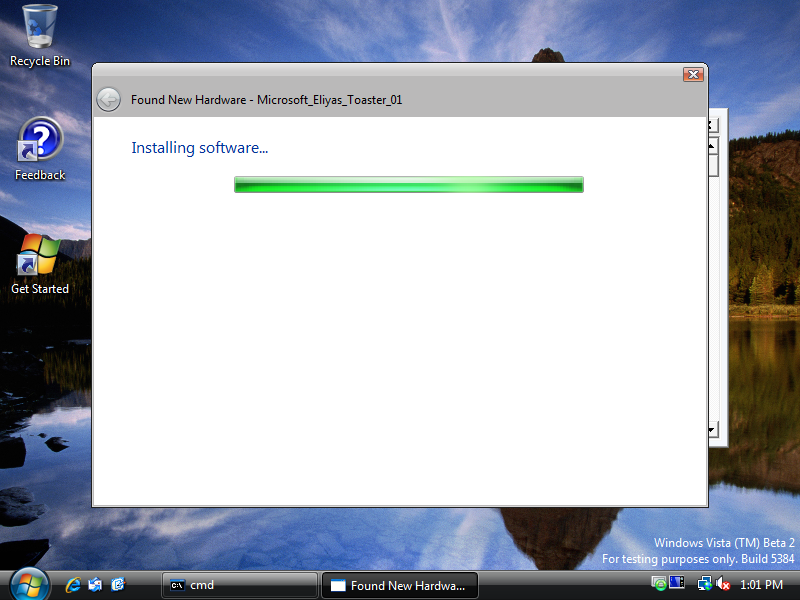 Recycle Bin
Found New Hardware - Microsoft_Eliyas_Toaster_01
Installing software...
Feedback
Get Started
Windows Vista (TM) Beta 2
For testing purposes only. Build 5384
C:\ cmd
Found New Hardwa...
1:01 PM